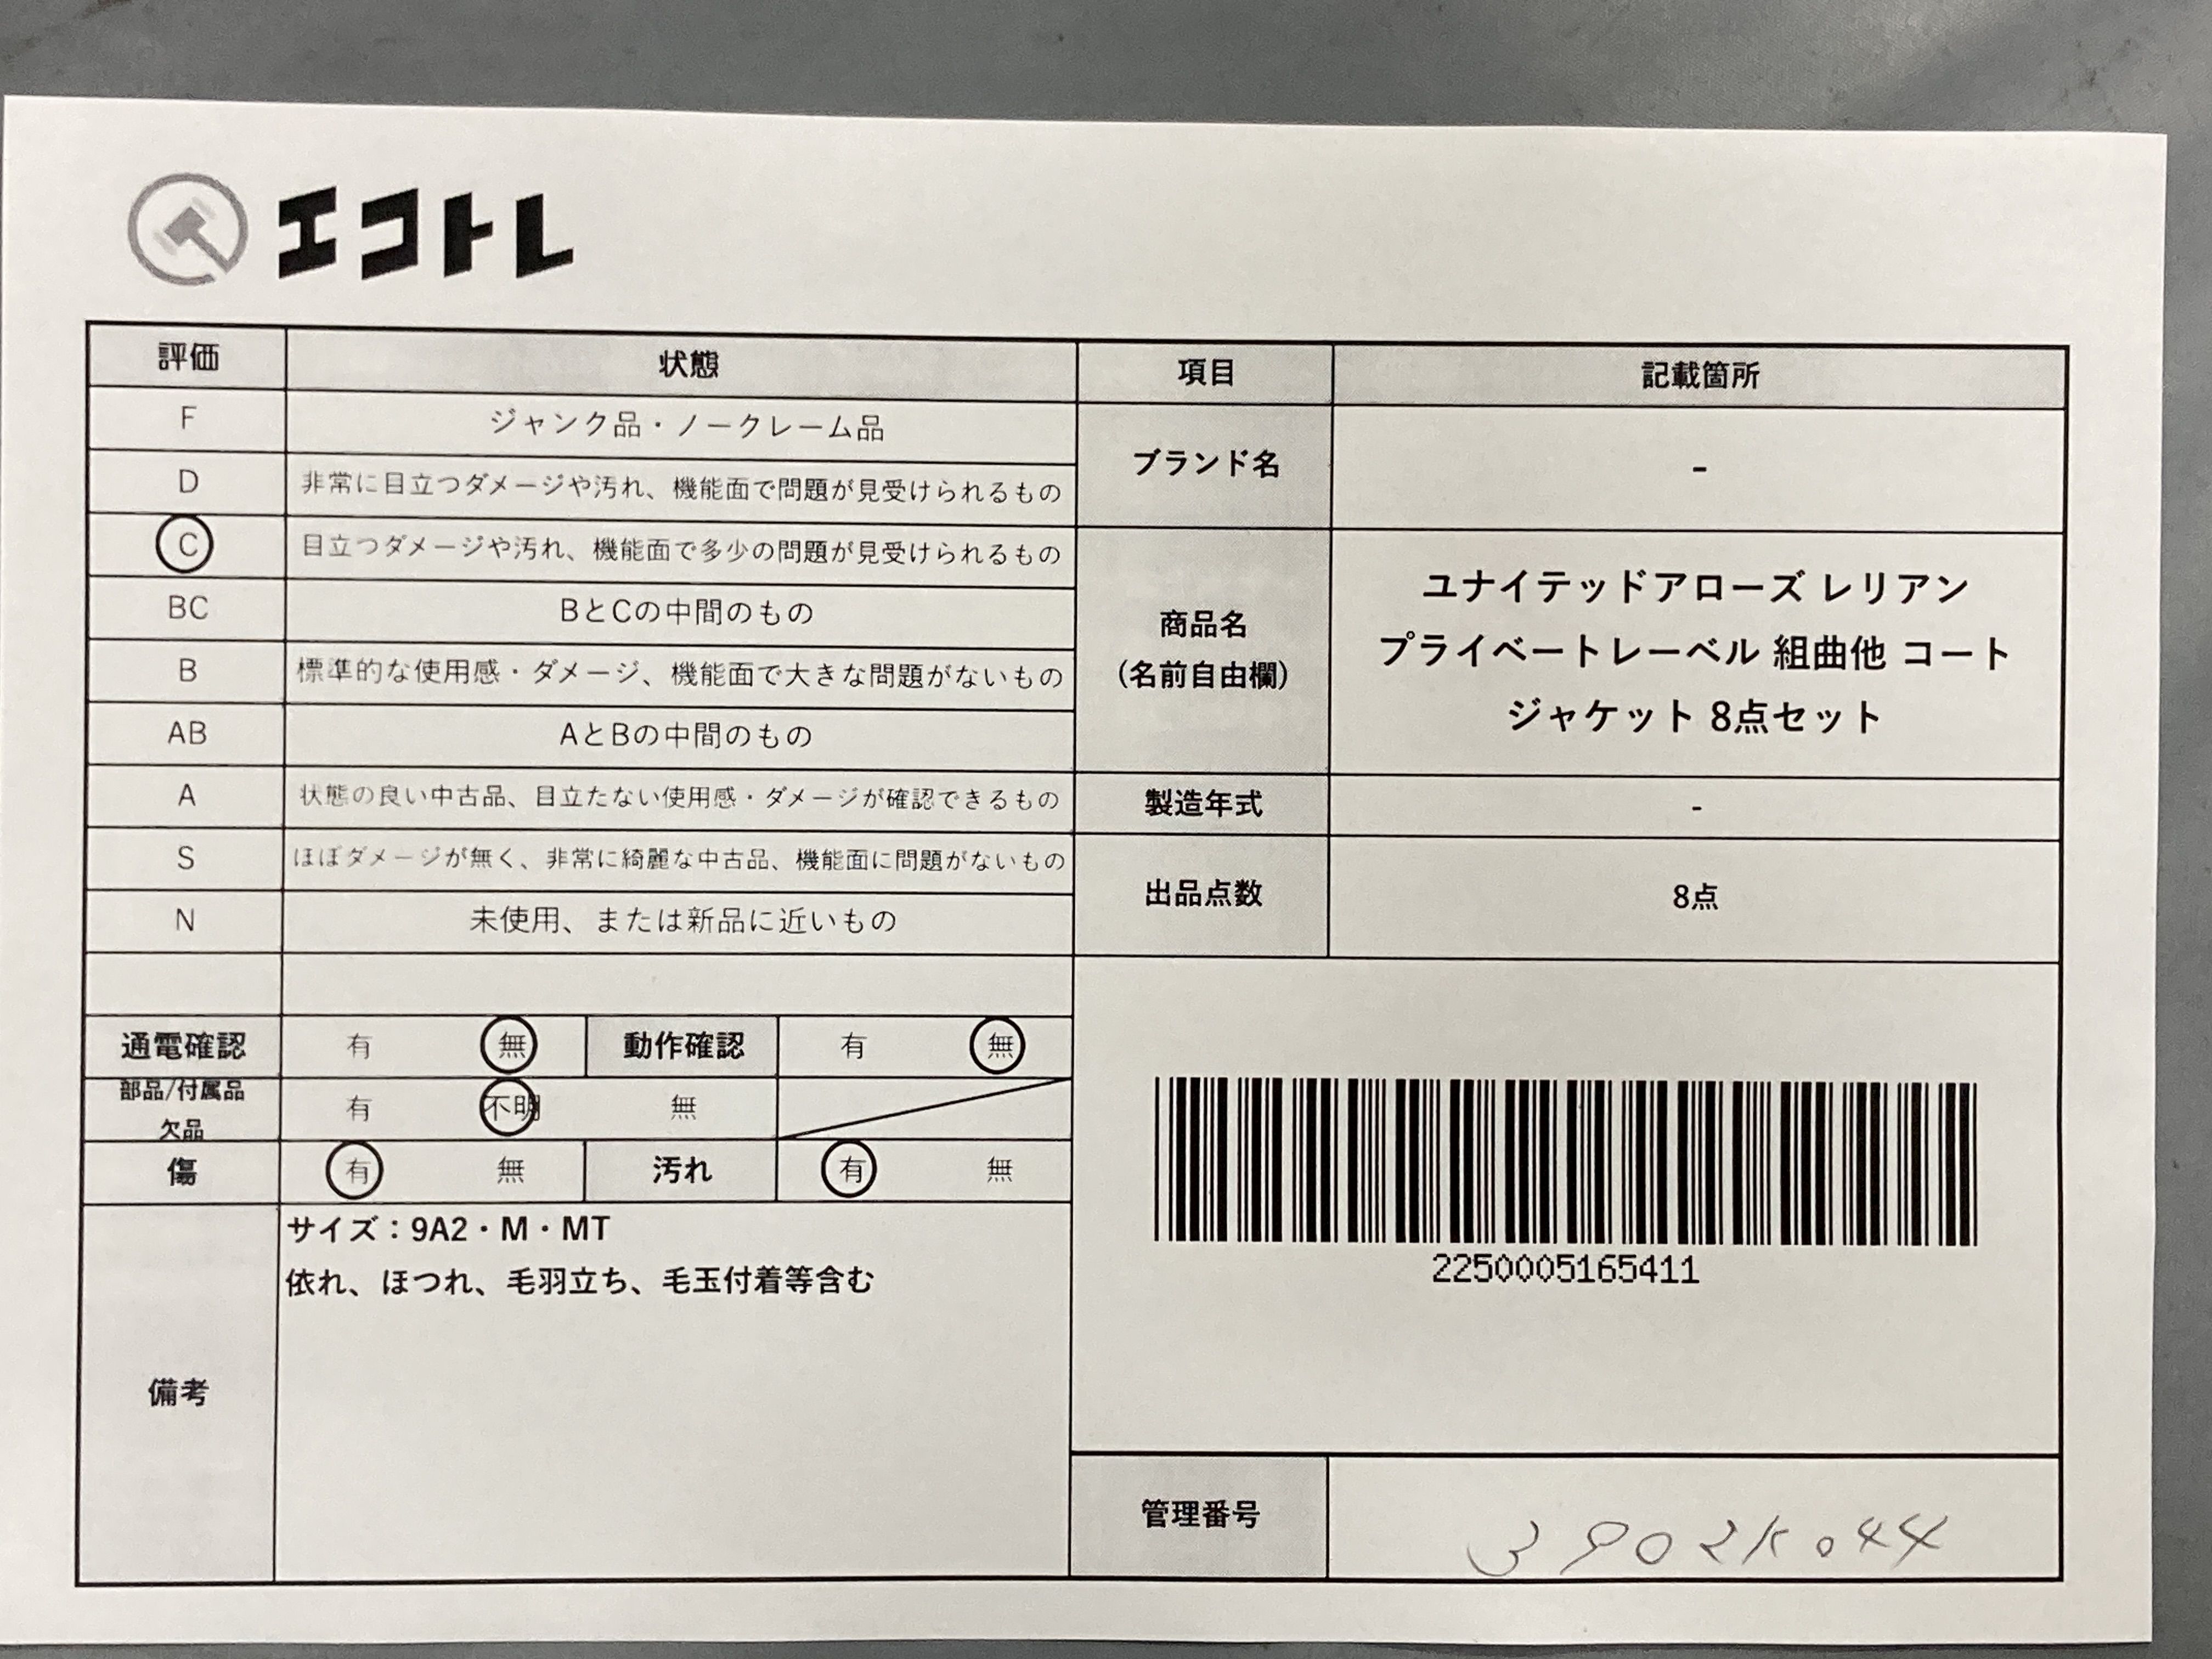 エコトレ
評価 状態 項目 記載箇所
F ジャンク品・ノークレーム品
D 非常に目立つダメージや汚れ、機能面で問題が見受けられるもの
ブランド名 -
C 目立つダメージや汚れ、機能面で多少の問題が見受けられるもの
BC BとCの中間のもの
B 標準的な使用感・ダメージ、機能面で大きな問題がないもの
AB AとBの中間のもの
商品名
(名前自由欄)
ユナイテッドアローズ レリアン
プライベートレーベル 組曲他 コート
ジャケット 8点セット
A 状態の良い中古品、目立たない使用感・ダメージが確認できるもの
製造年式 -
S ほぼダメージが無く、非常に綺麗な中古品、機能面に問題がないもの
N 未使用、または新品に近いもの
出品点数 8点
通電確認 有 無 動作確認 有 無
部品/付属品
欠品
有 不明 無
傷 有 無 汚れ 有 無
備考
サイズ：9A2・M・MT
依れ、ほつれ、毛羽立ち、毛玉付着等含む
2250005165411
管理番号 3902K044